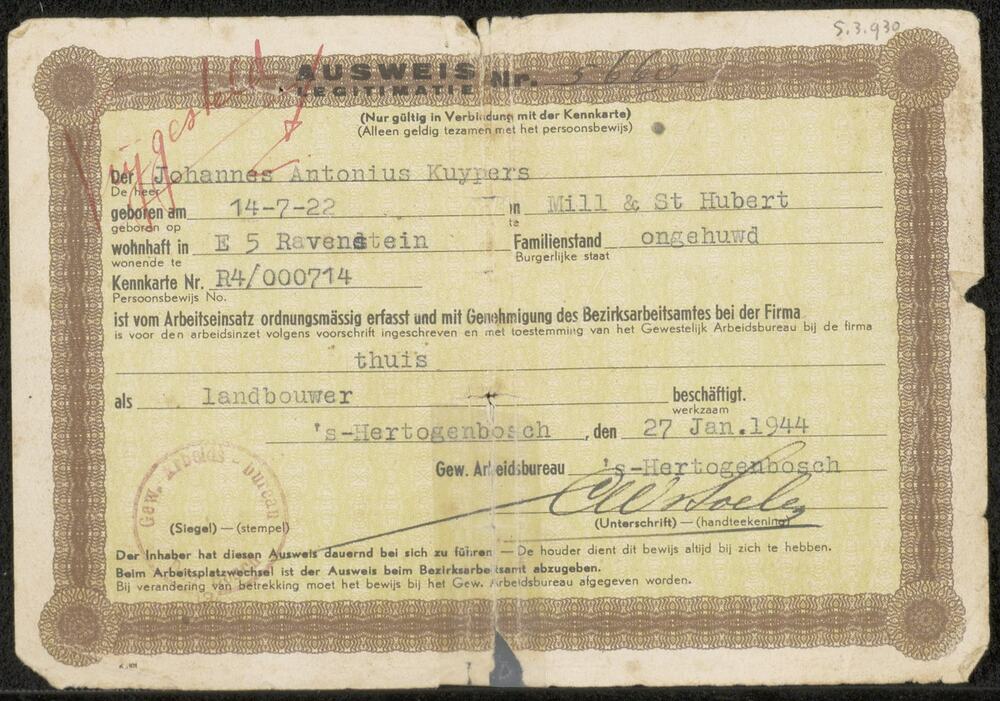 5.3.930
Vrijgesteld
AUSWEIS Nr. 5660
LEGITIMATIE
(Nur gültig in Verbindung mit der Kennkarte)
(Alleen geldig tezamen met het persoonsbewijs)
Der Johannes Antonius Kuypers
De heer
geboren am 14-7-22 in Mill & St Hubert
geboren op te
wohnhaft in E 5 Ravenstein Familienstand ongehuwd
wonende te Burgerlijke staat
Kennkarte Nr. R4/000714
Persoonsbewijs No.
ist vom Arbeitseinsatz ordnungsmässig erfasst und mit Genehmigung des Bezirksarbeitsamtes bei der Firma
is voor den arbeidsinzet volgens voorschrift ingeschreven en met toestemming van het Gewestelijk Arbeidsbureau bij de firma
thuis
als landbouwer beschäftigt.
werkzaam
's-Hertogenbosch, den 27 Jan.1944
Gew. Arbeidsbureau 's-Hertogenbosch
Gew. Arbeids-bureau
(Siegel) — (stempel) (Unterschrift) — (handteekening)
Der Inhaber hat diesen Ausweis dauernd bei sich zu führen — De houder dient dit bewijs altijd bij zich te hebben.
Beim Arbeitsplatzwechsel ist der Ausweis beim Bezirksarbeitsamt abzugeben.
Bij verandering van betrekking moet het bewijs bij het Gew. Arbeidsbureau afgegeven worden.